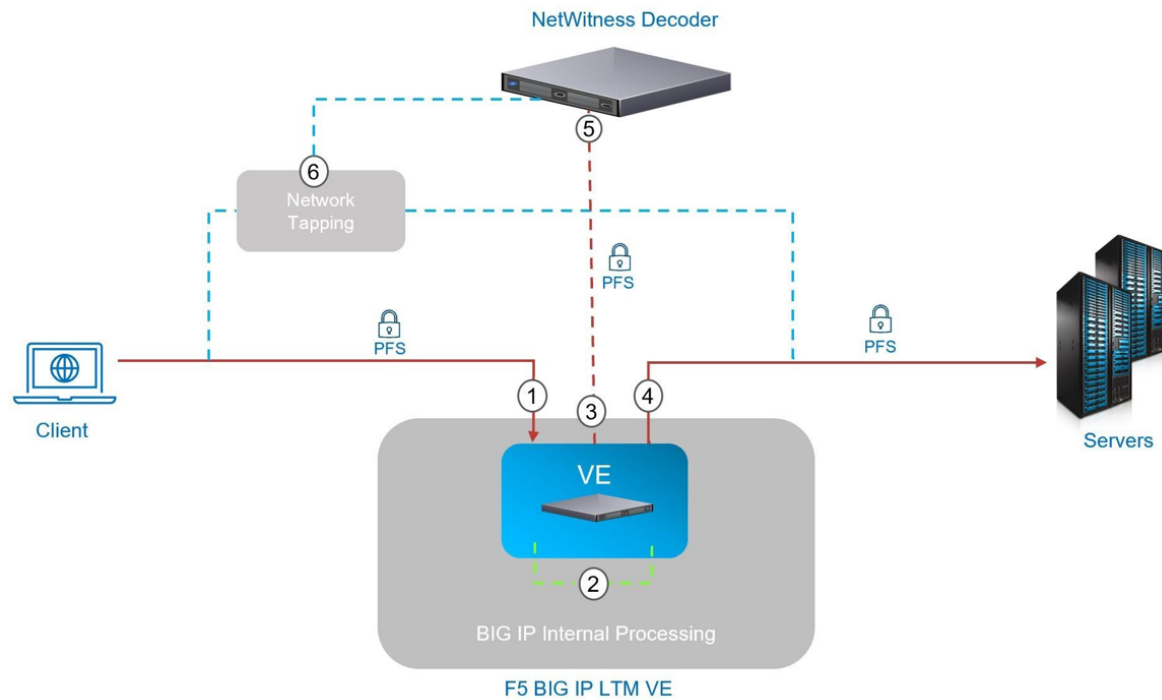 NetWitness Decoder
5
6
Network
Tapping
PFS
PFS
PFS
1
3
4
Client
Servers
VE
2
BIG IP Internal Processing
F5 BIG IP LTM VE